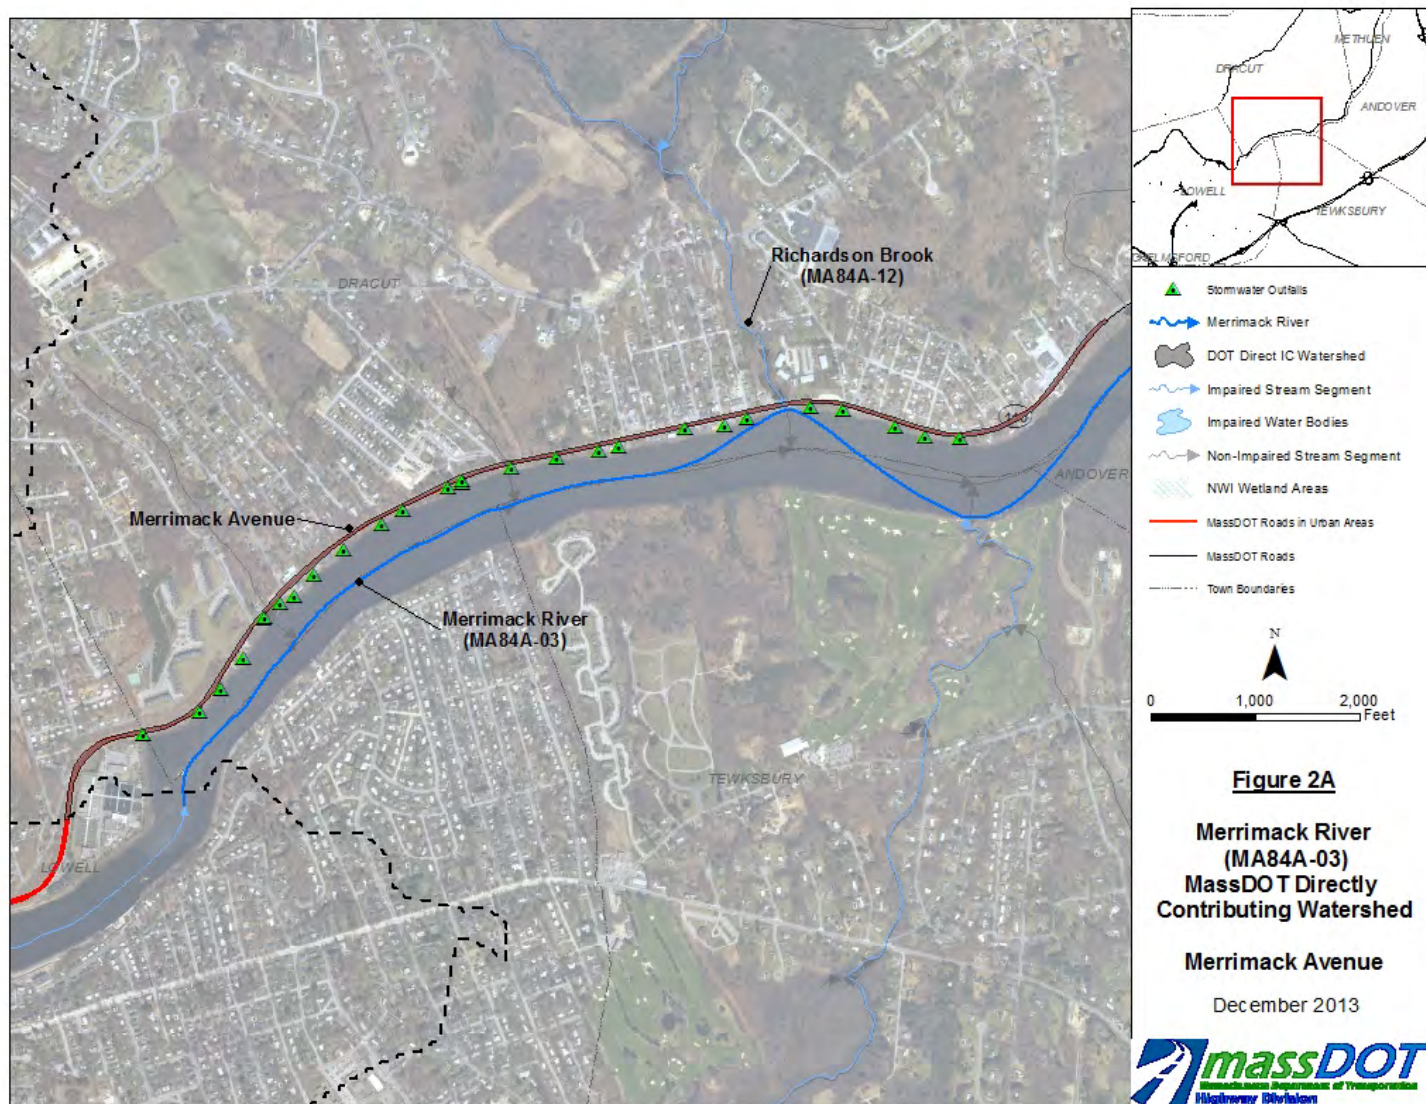 DRACUT
Richardson Brook
(MA84A-12)
ANDOVER
Merrimack Avenue
Merrimack River
(MA84A-03)
TEWKSBURY
LOWELL
METHUEN
DRACUT
ANDOVER
LOWELL
TEWKSBURY
CHELMSFORD
Stormwater Outfalls
Merrimack River
DOT Direct IC Watershed
Impaired Stream Segment
Impaired Water Bodies
Non-Impaired Stream Segment
NWI Wetland Areas
MassDOT Roads in Urban Areas
MassDOT Roads
Town Boundaries
N
0 1,000 2,000
Feet
Figure 2A
Merrimack River
(MA84A-03)
MassDOT Directly
Contributing Watershed
Merrimack Avenue
December 2013
massDOT
Massachusetts Department of Transportation
Highway Division